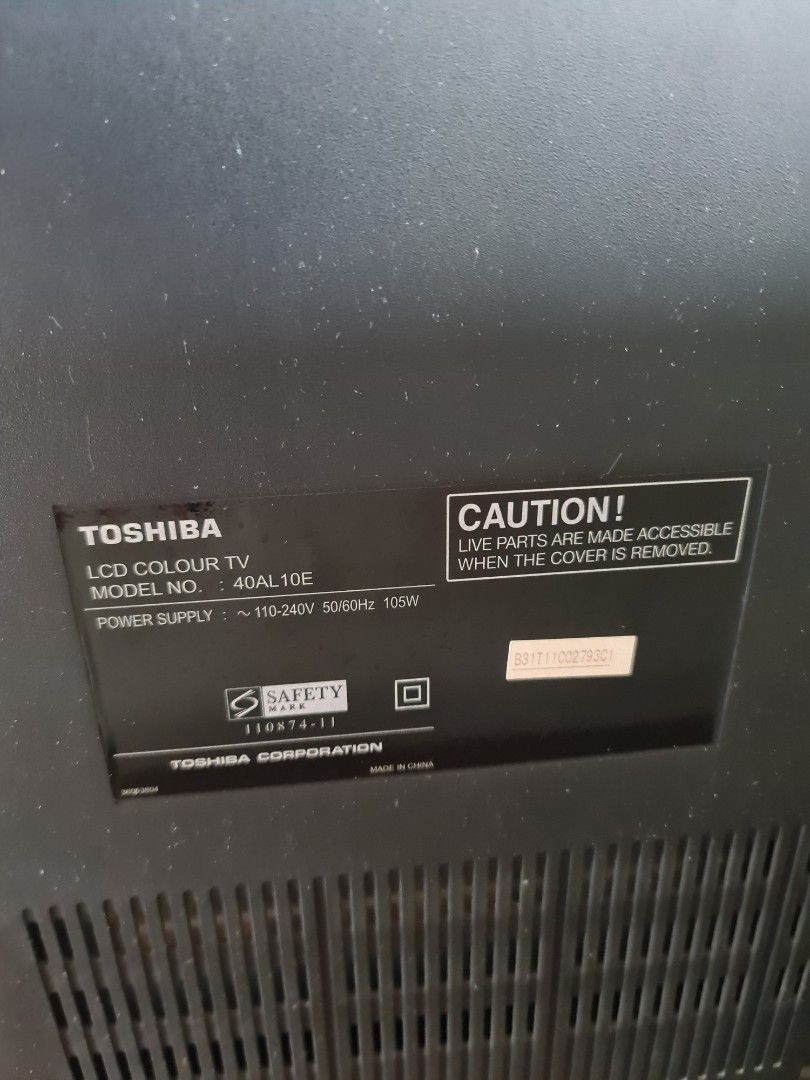 TOSHIBA
LCD COLOUR TV
MODEL NO. : 40AL10E
POWER SUPPLY : ~110-240V 50/60Hz 105W
SAFETY
MARK
110874-11
TOSHIBA CORPORATION
MADE IN CHINA
CAUTION!
LIVE PARTS ARE MADE ACCESSIBLE
WHEN THE COVER IS REMOVED.
B31T11C02793C1